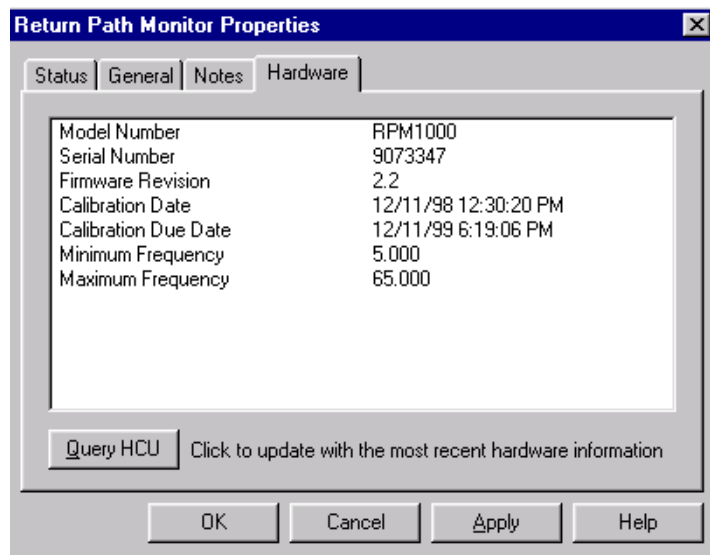 Return Path Monitor Properties
Status General Notes Hardware
Model Number RPM1000
Serial Number 9073347
Firmware Revision 2.2
Calibration Date 12/11/98 12:30:20 PM
Calibration Due Date 12/11/99 6:19:06 PM
Minimum Frequency 5.000
Maximum Frequency 65.000
Query HCU Click to update with the most recent hardware information
OK Cancel Apply Help